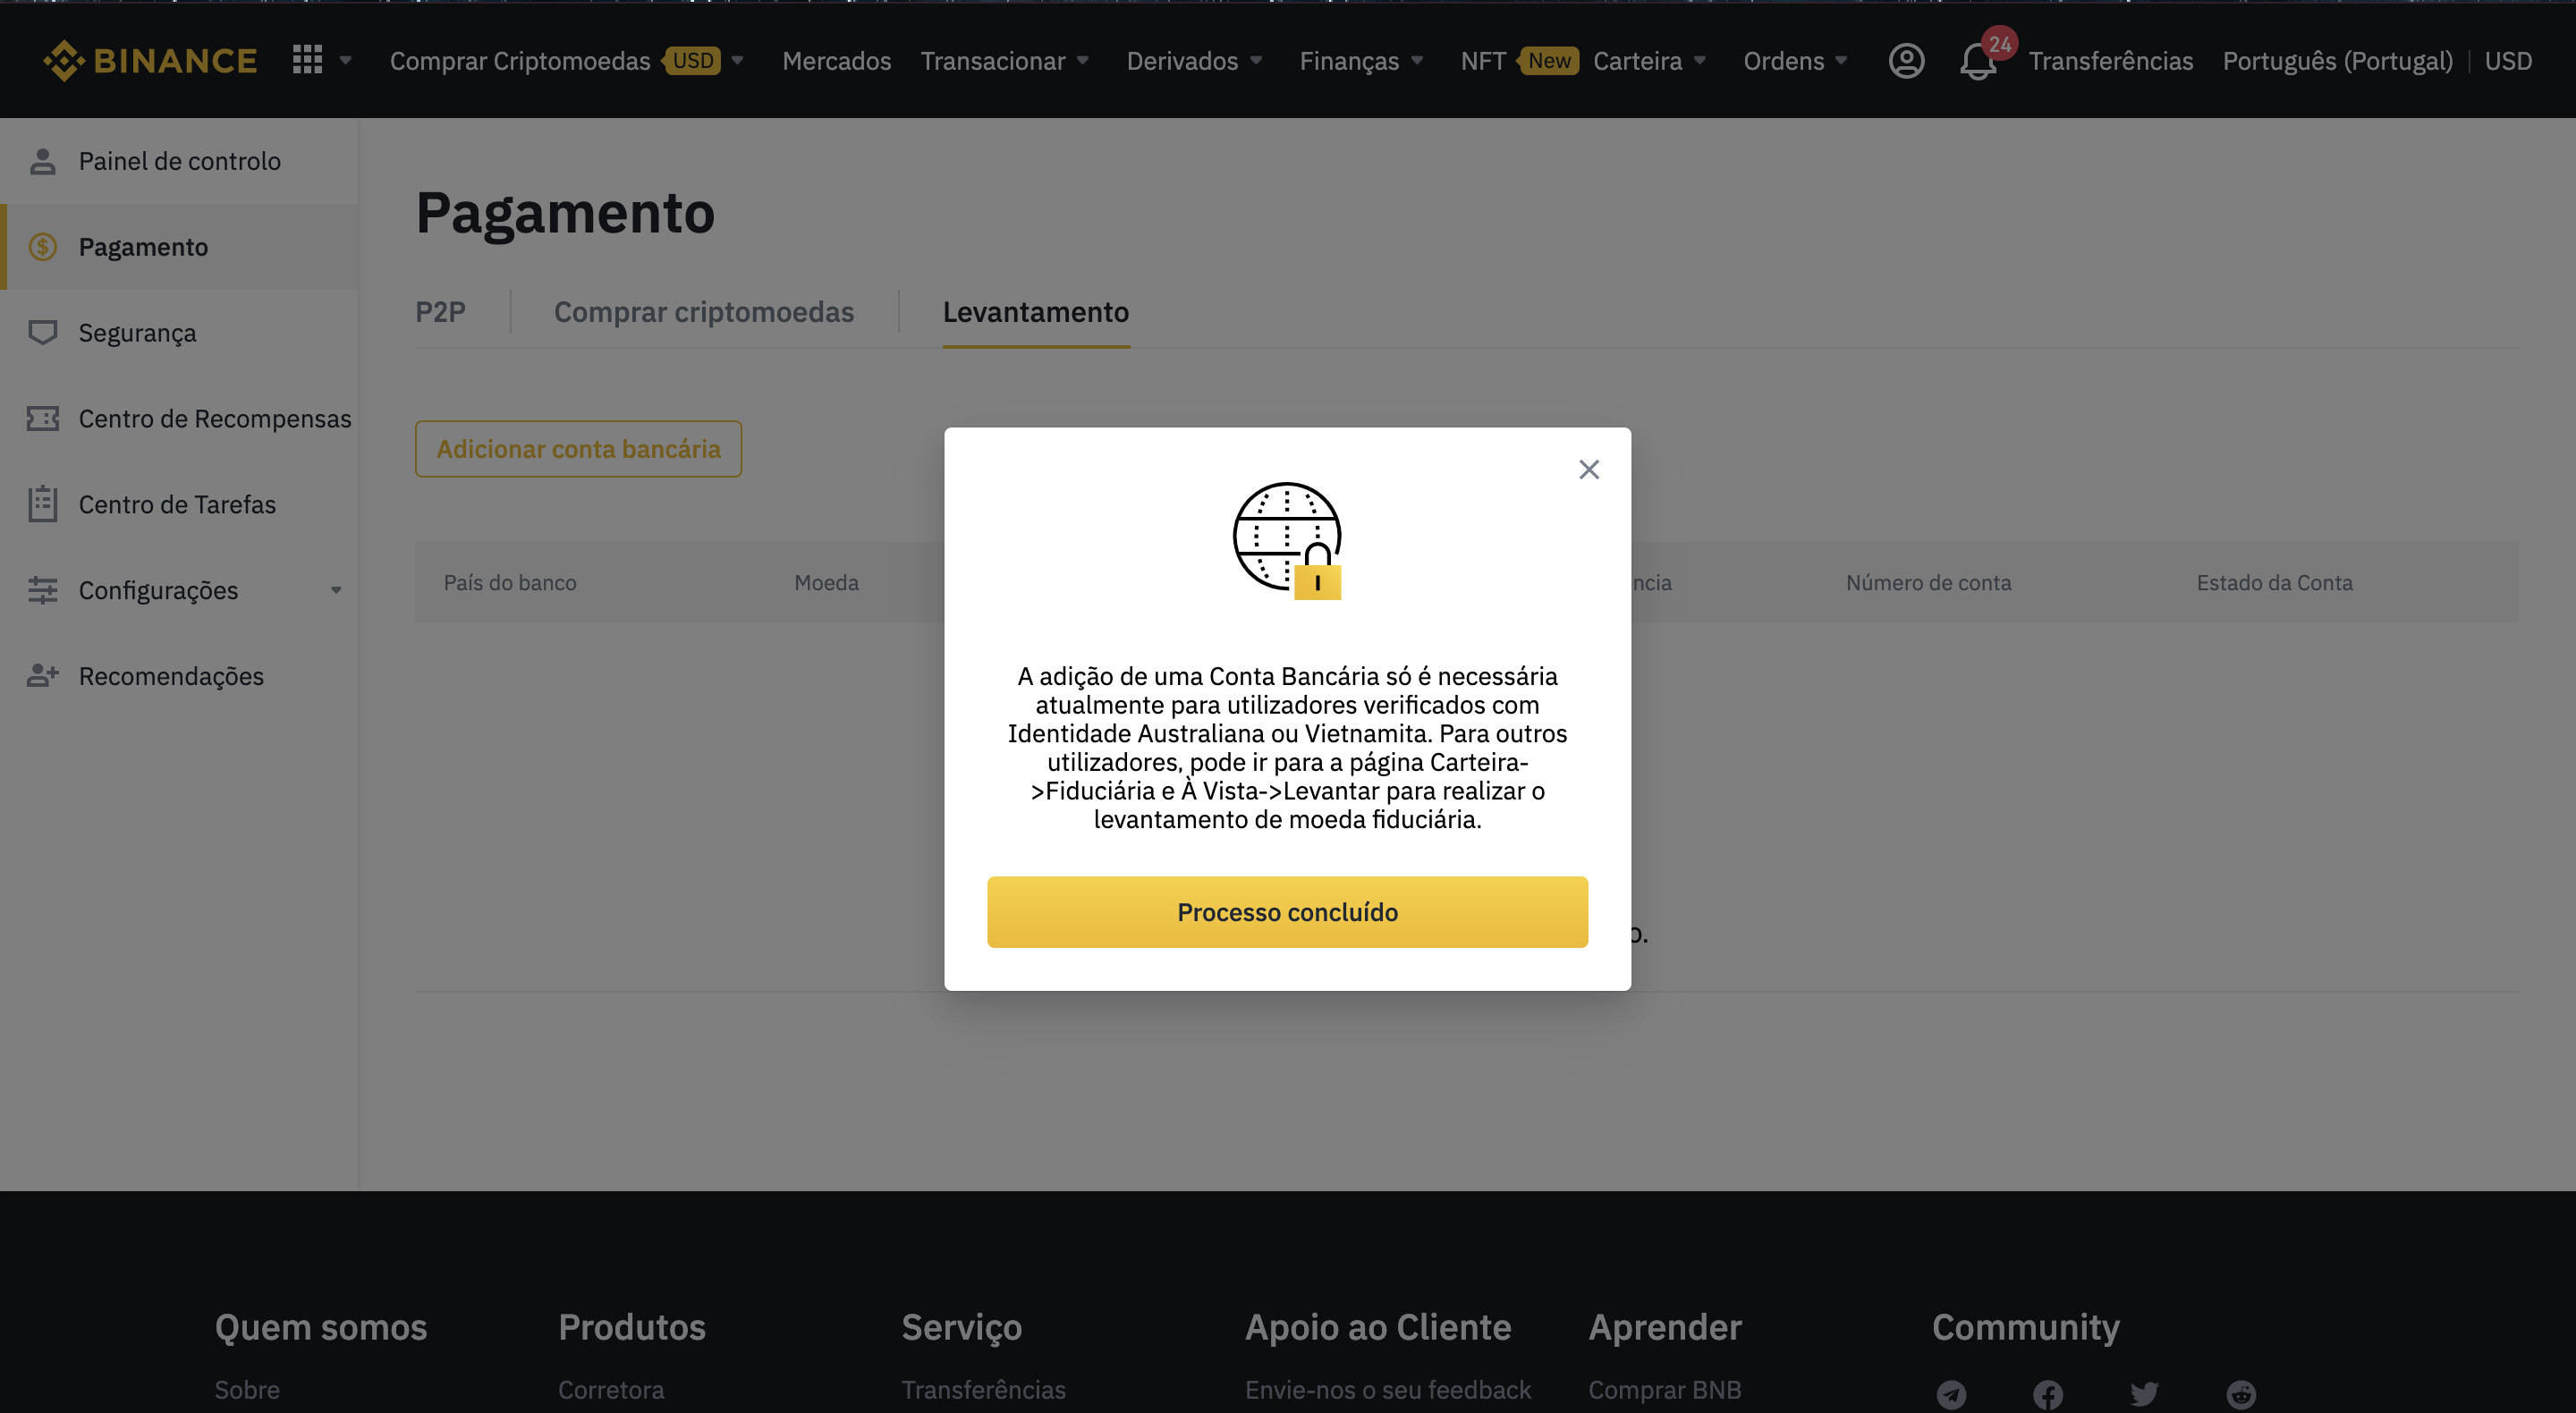 BINANCE
Comprar Criptomoedas USD
Mercados
Transacionar
Derivados
Finanças
NFT New
Carteira
Ordens
24
Transferências
Português (Portugal)
USD
Painel de controlo
Pagamento
Segurança
Centro de Recompensas
Centro de Tarefas
Configurações
Recomendações
Pagamento
P2P
Comprar criptomoedas
Levantamento
Adicionar conta bancária
País do banco
Moeda
ncia
Número de conta
Estado da Conta
A adição de uma Conta Bancária só é necessária
atualmente para utilizadores verificados com
Identidade Australiana ou Vietnamita. Para outros
utilizadores, pode ir para a página Carteira-
>Fiduciária e À Vista->Levantar para realizar o
levantamento de moeda fiduciária.
Processo concluído
o.
Quem somos
Produtos
Serviço
Apoio ao Cliente
Aprender
Community
Sobre
Corretora
Transferências
Envie-nos o seu feedback
Comprar BNB